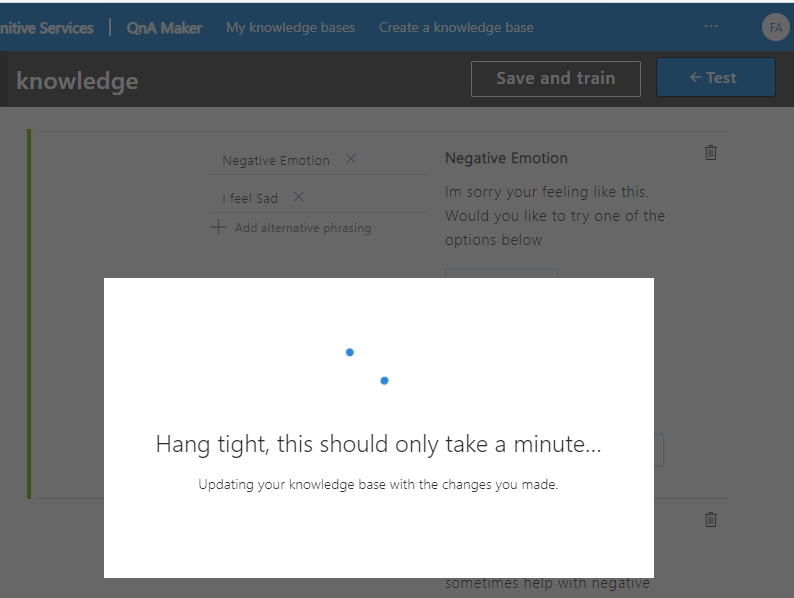 nitive Services | QnA Maker My knowledge bases Create a knowledge base ... FA
knowledge Save and train ← Test
Negative Emotion ×
I feel Sad ×
+ Add alternative phrasing
Negative Emotion
Im sorry your feeling like this.
Would you like to try one of the
options below
Hang tight, this should only take a minute...
Updating your knowledge base with the changes you made.
sometimes help with negative